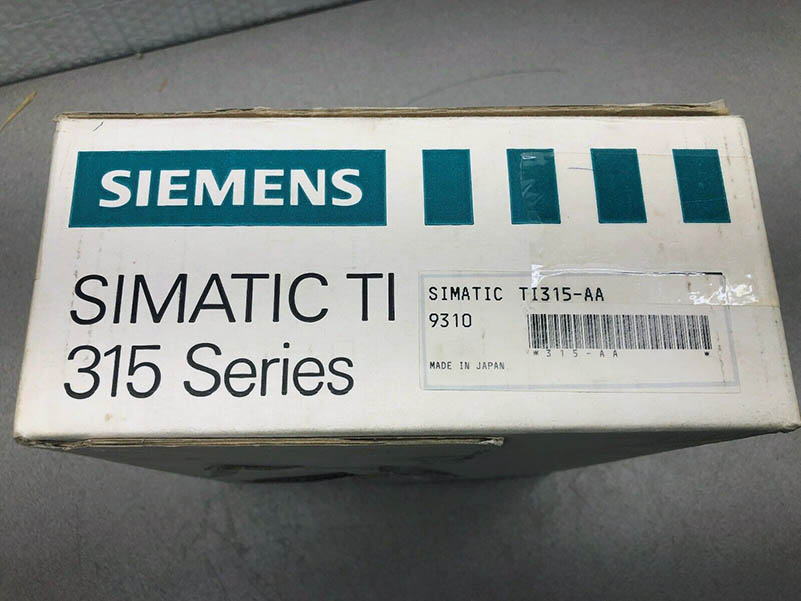 SIEMENS
SIMATIC TI
315 Series
SIMATIC TI315-AA
9310
*315-AA*
MADE IN JAPAN